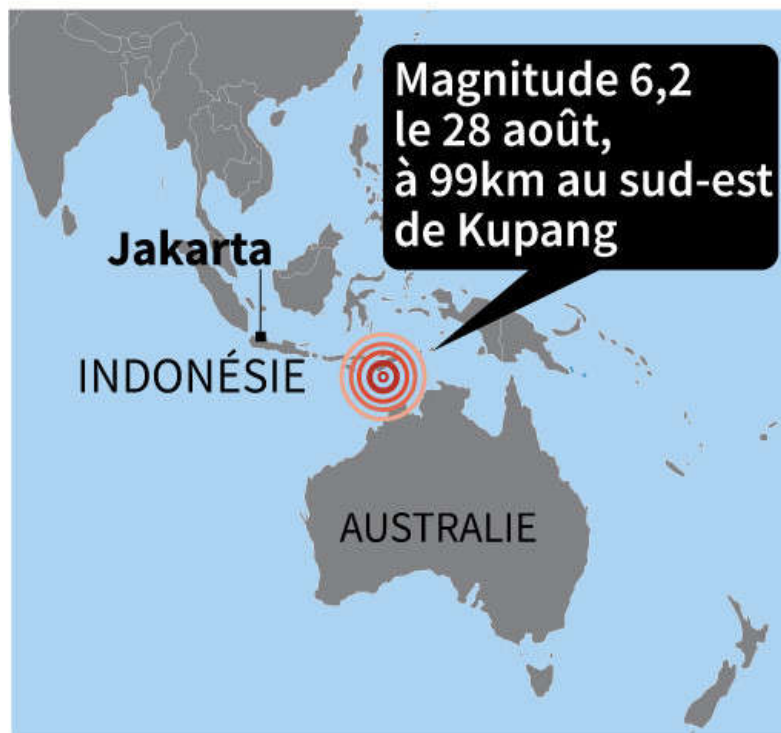 Magnitude 6,2
le 28 août,
à 99km au sud-est
de Kupang
Jakarta
INDONÉSIE
AUSTRALIE